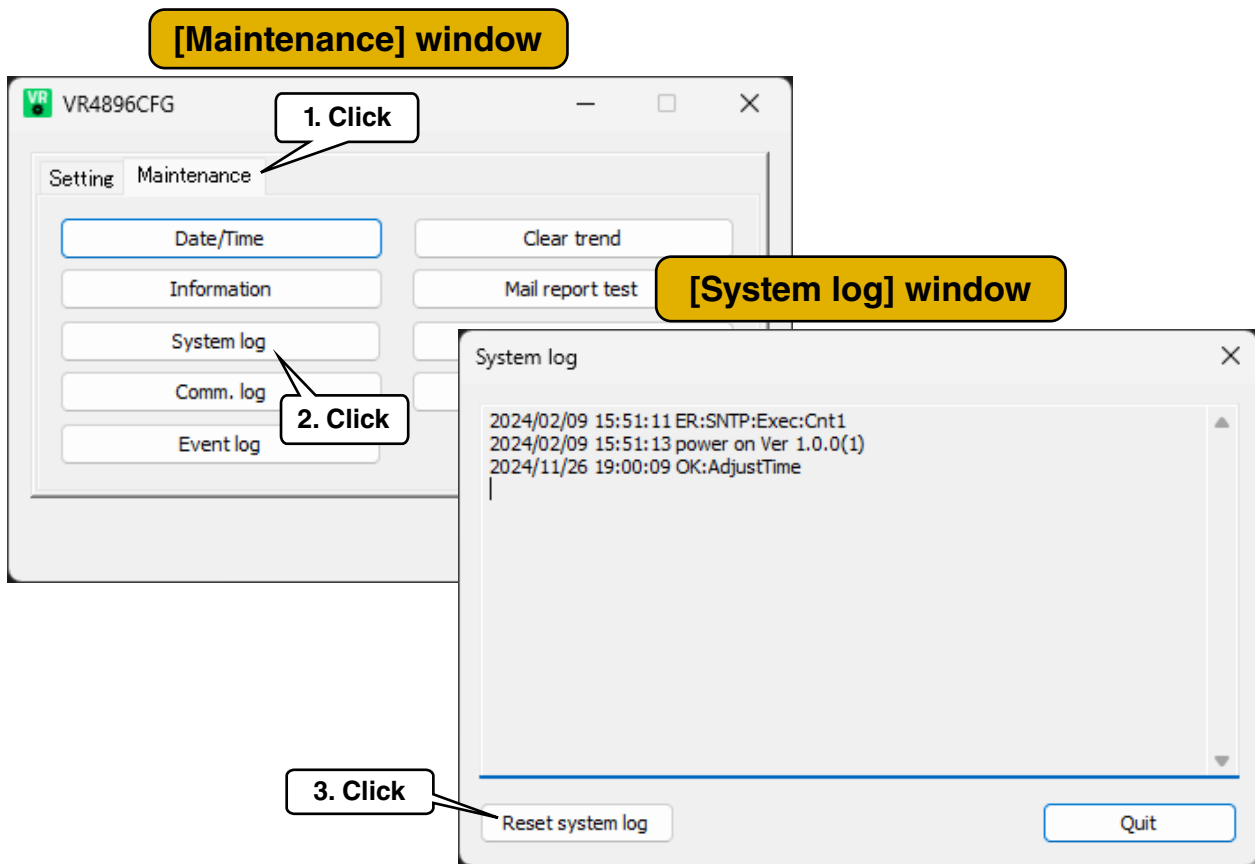 [Maintenance] window
VR
VR4896CFG
1. Click
Setting
Maintenance
Date/Time
Clear trend
Information
Mail report test
System log
Comm. log
2. Click
Event log
[System log] window
System log
2024/02/09 15:51:11 ER:SNTP:Exec:Cnt1
2024/02/09 15:51:13 power on Ver 1.0.0(1)
2024/11/26 19:00:09 OK:AdjustTime
3. Click
Reset system log
Quit